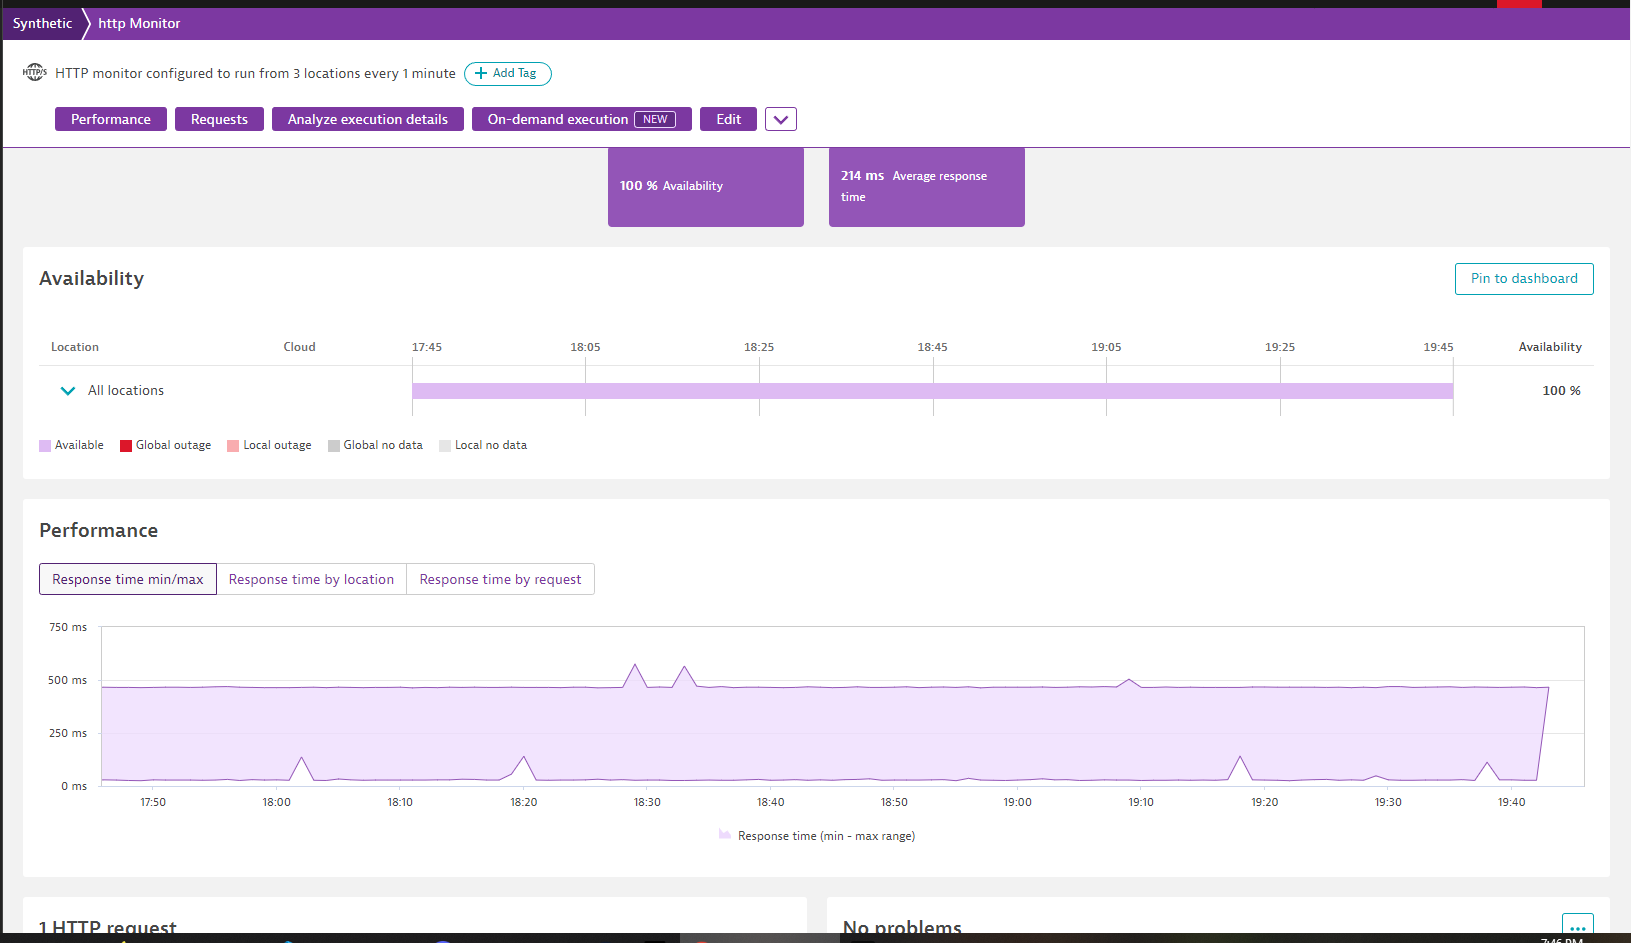 Synthetic
http Monitor
HTTP/S
HTTP monitor configured to run from 3 locations every 1 minute
Add Tag
Performance
Requests
Analyze execution details
On-demand execution NEW
Edit
100 % Availability
214 ms Average response
time
Availability
Pin to dashboard
Location Cloud 17:45 18:05 18:25 18:45 19:05 19:25 19:45 Availability
All locations 100 %
Available Global outage Local outage Global no data Local no data
Performance
Response time min/max
Response time by location
Response time by request
750 ms
500 ms
250 ms
0 ms
17:50 18:00 18:10 18:20 18:30 18:40 18:50 19:00 19:10 19:20 19:30 19:40
Response time (min - max range)
1 HTTP request
No problems
7:46 PM